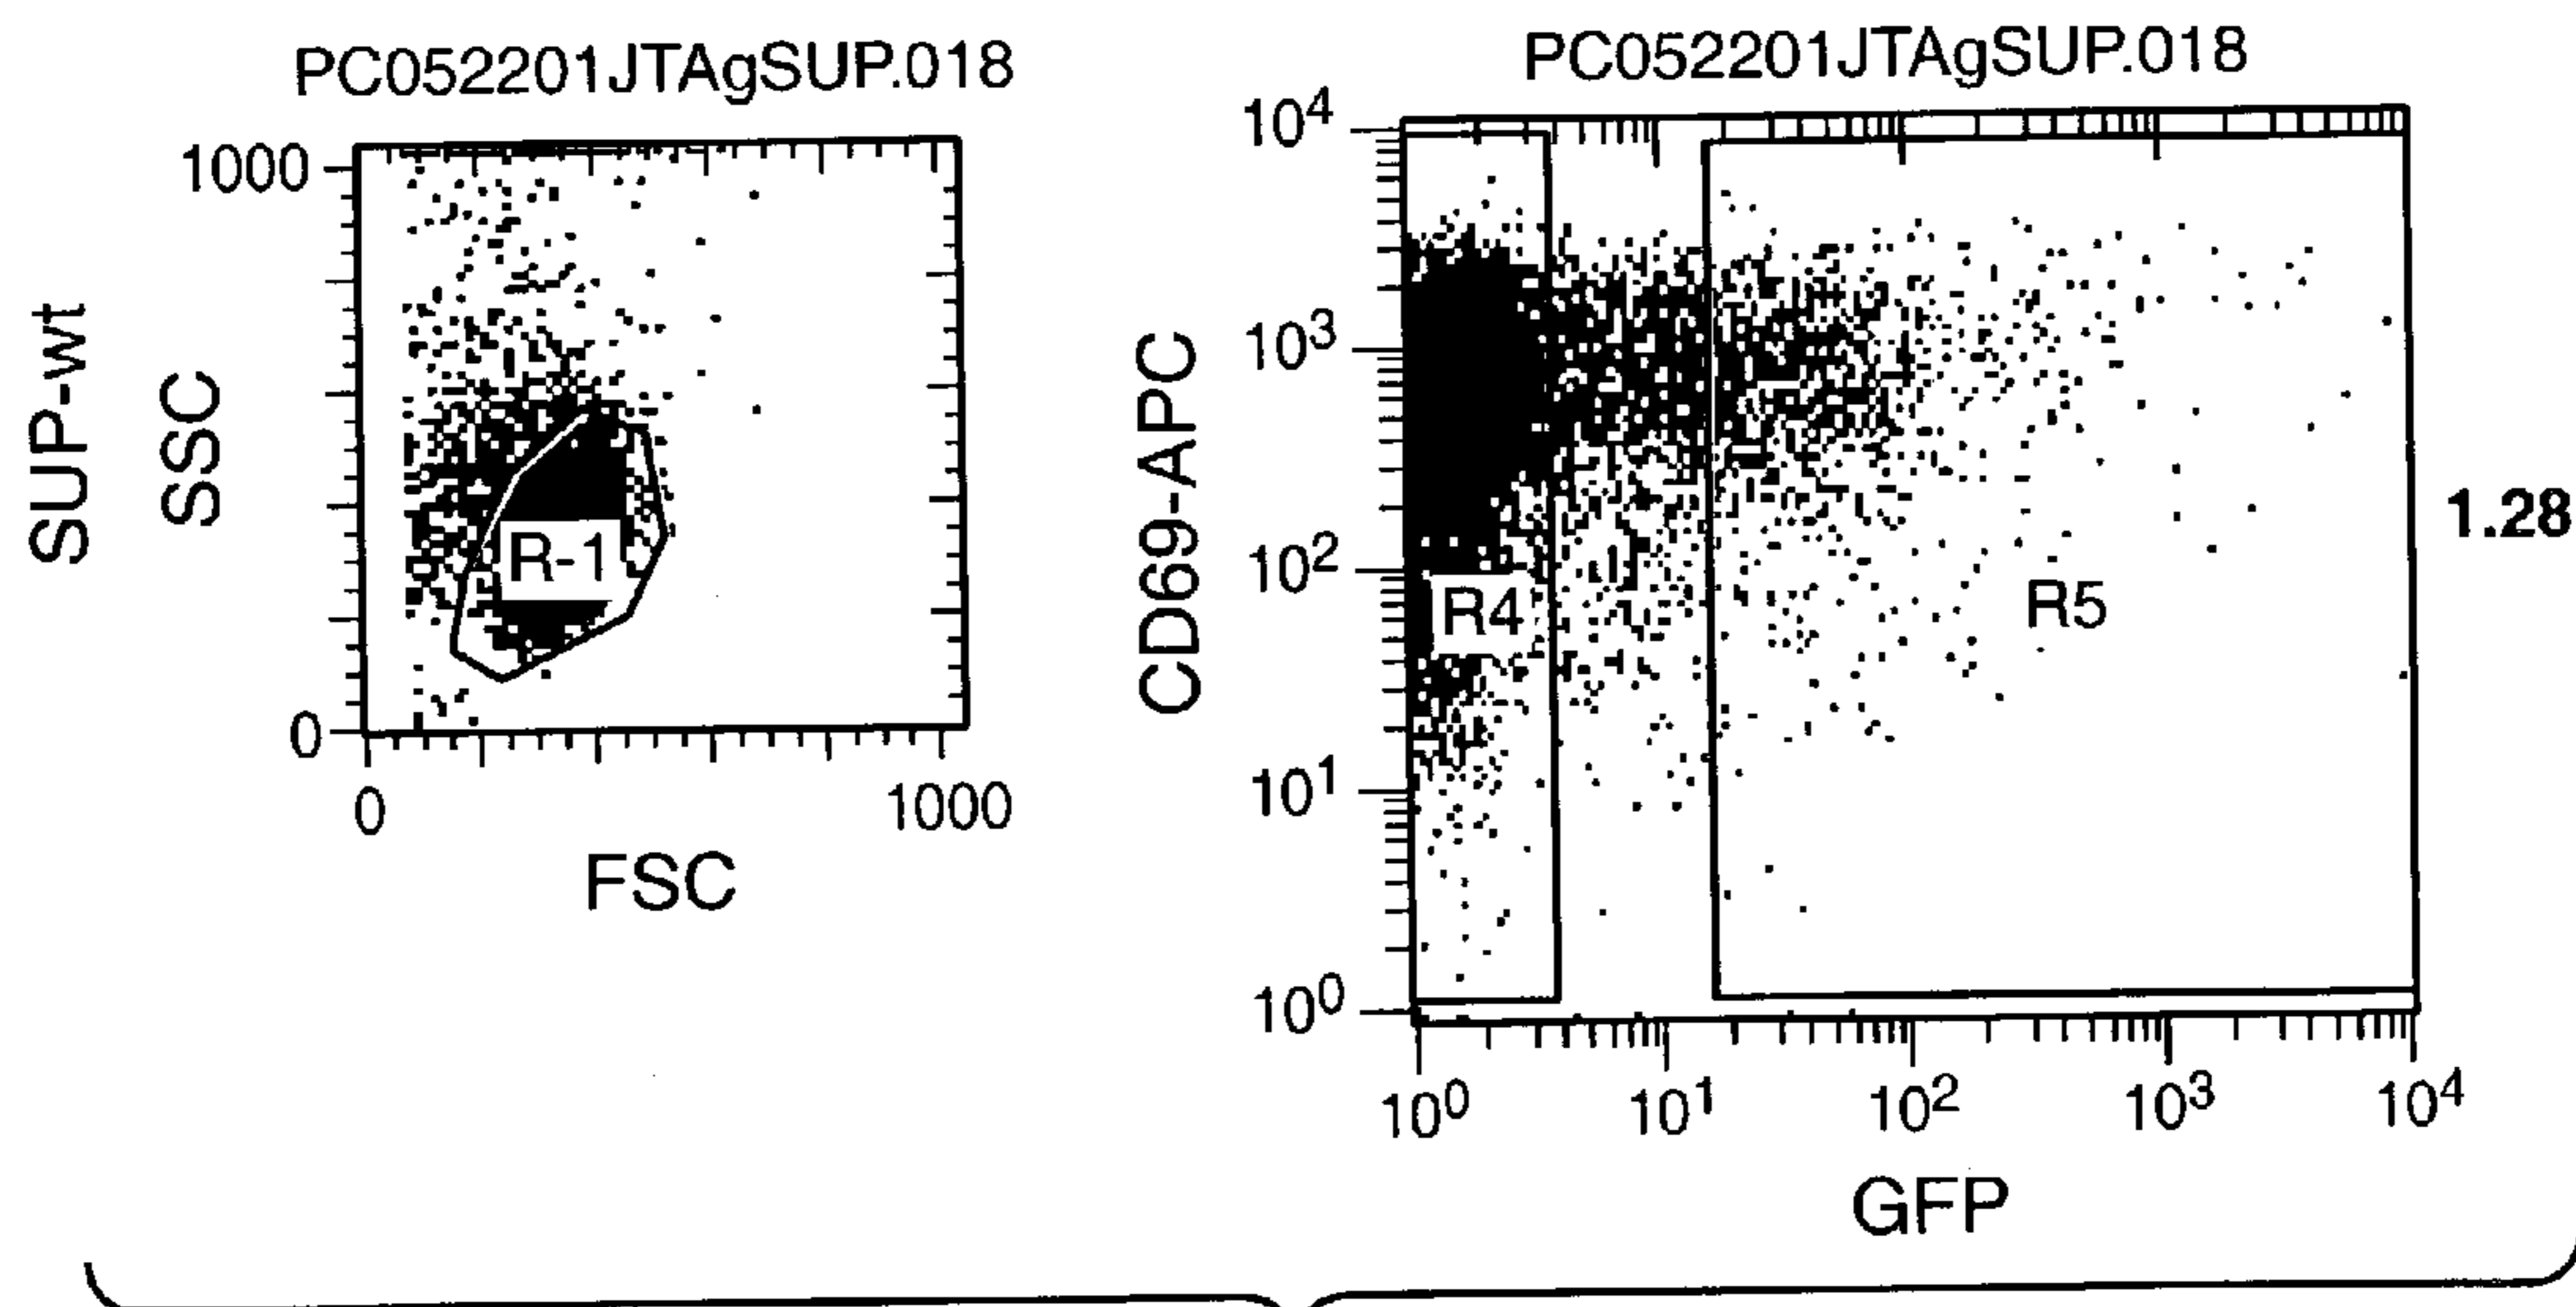 PC052201JTAgSUP.018
SUP-wt
SSC
1000
0
R-1
0 1000
FSC
PC052201JTAgSUP.018
CD69-APC
10⁴
10³
10²
10¹
10⁰
R4
R5
1.28
10⁰ 10¹ 10² 10³ 10⁴
GFP